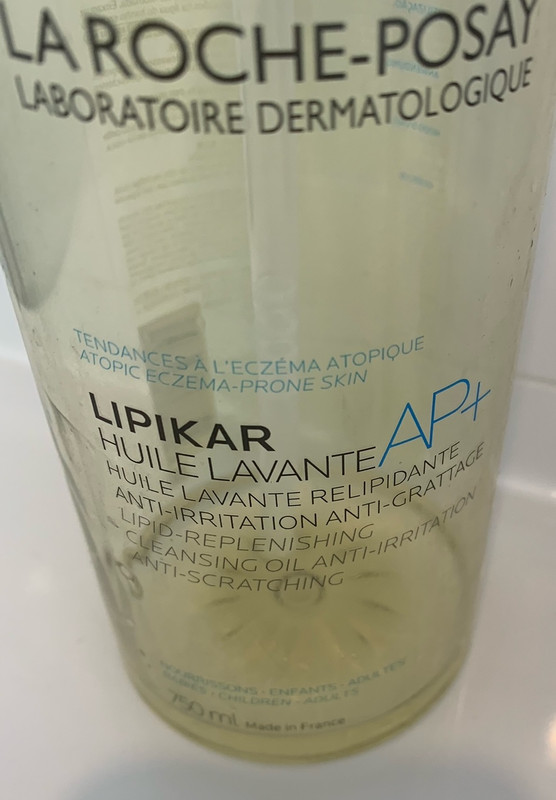 LA ROCHE-POSAY
LABORATOIRE DERMATOLOGIQUE
TENDANCES À L'ECZÉMA ATOPIQUE
ATOPIC ECZEMA-PRONE SKIN
LIPIKAR
HUILE LAVANTE AP+
HUILE LAVANTE RELIPIDANTE
ANTI-IRRITATION ANTI-GRATTAGE
LIPID-REPLENISHING
CLEANSING OIL ANTI-IRRITATION
ANTI-SCRATCHING
NOURRISSONS - ENFANTS - ADULTES
BABIES - CHILDREN - ADULTS
750 ml Made in France